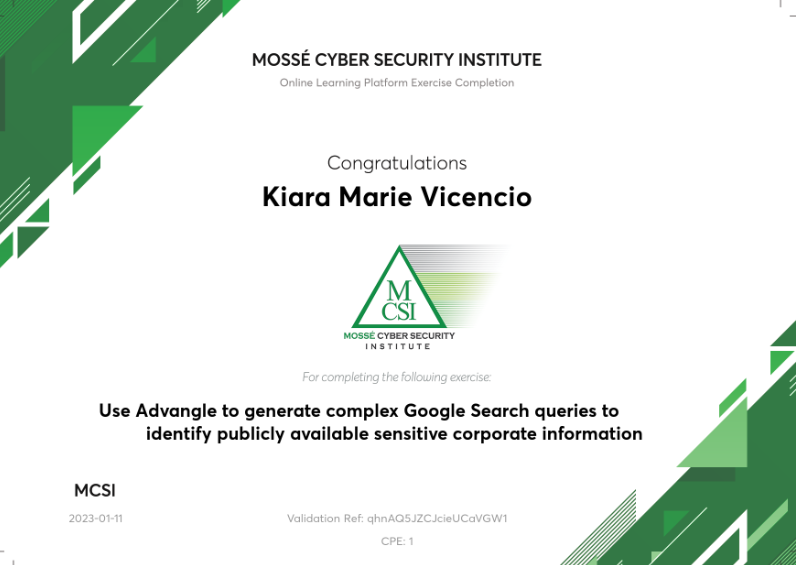 MOSSÉ CYBER SECURITY INSTITUTE
Online Learning Platform Exercise Completion
Congratulations
Kiara Marie Vicencio
M
CSI
MOSSÉ CYBER SECURITY
INSTITUTE
For completing the following exercise:
Use Advangle to generate complex Google Search queries to
identify publicly available sensitive corporate information
MCSI
2023-01-11
Validation Ref: qhnAQ5JZCJcieUCaVGW1
CPE: 1